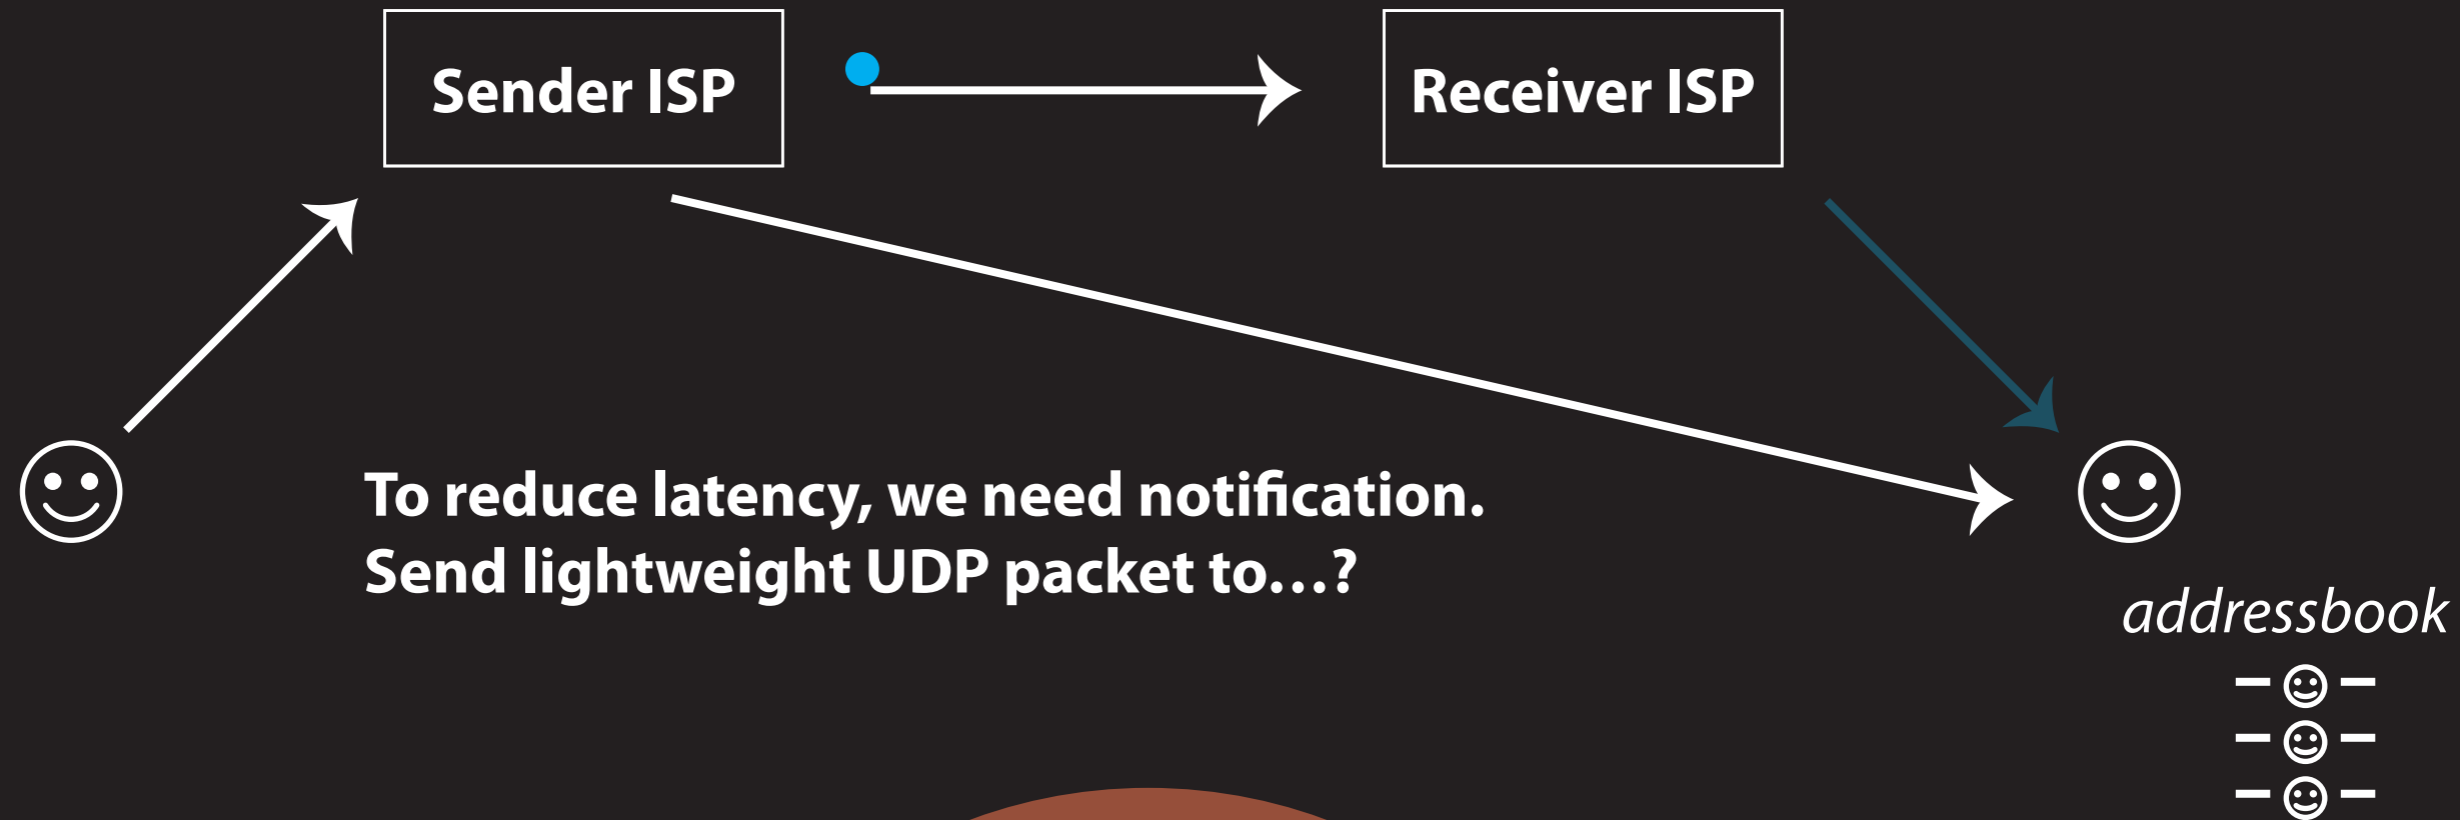 Sender ISP
Receiver ISP
To reduce latency, we need notification.
Send lightweight UDP packet to…?
addressbook